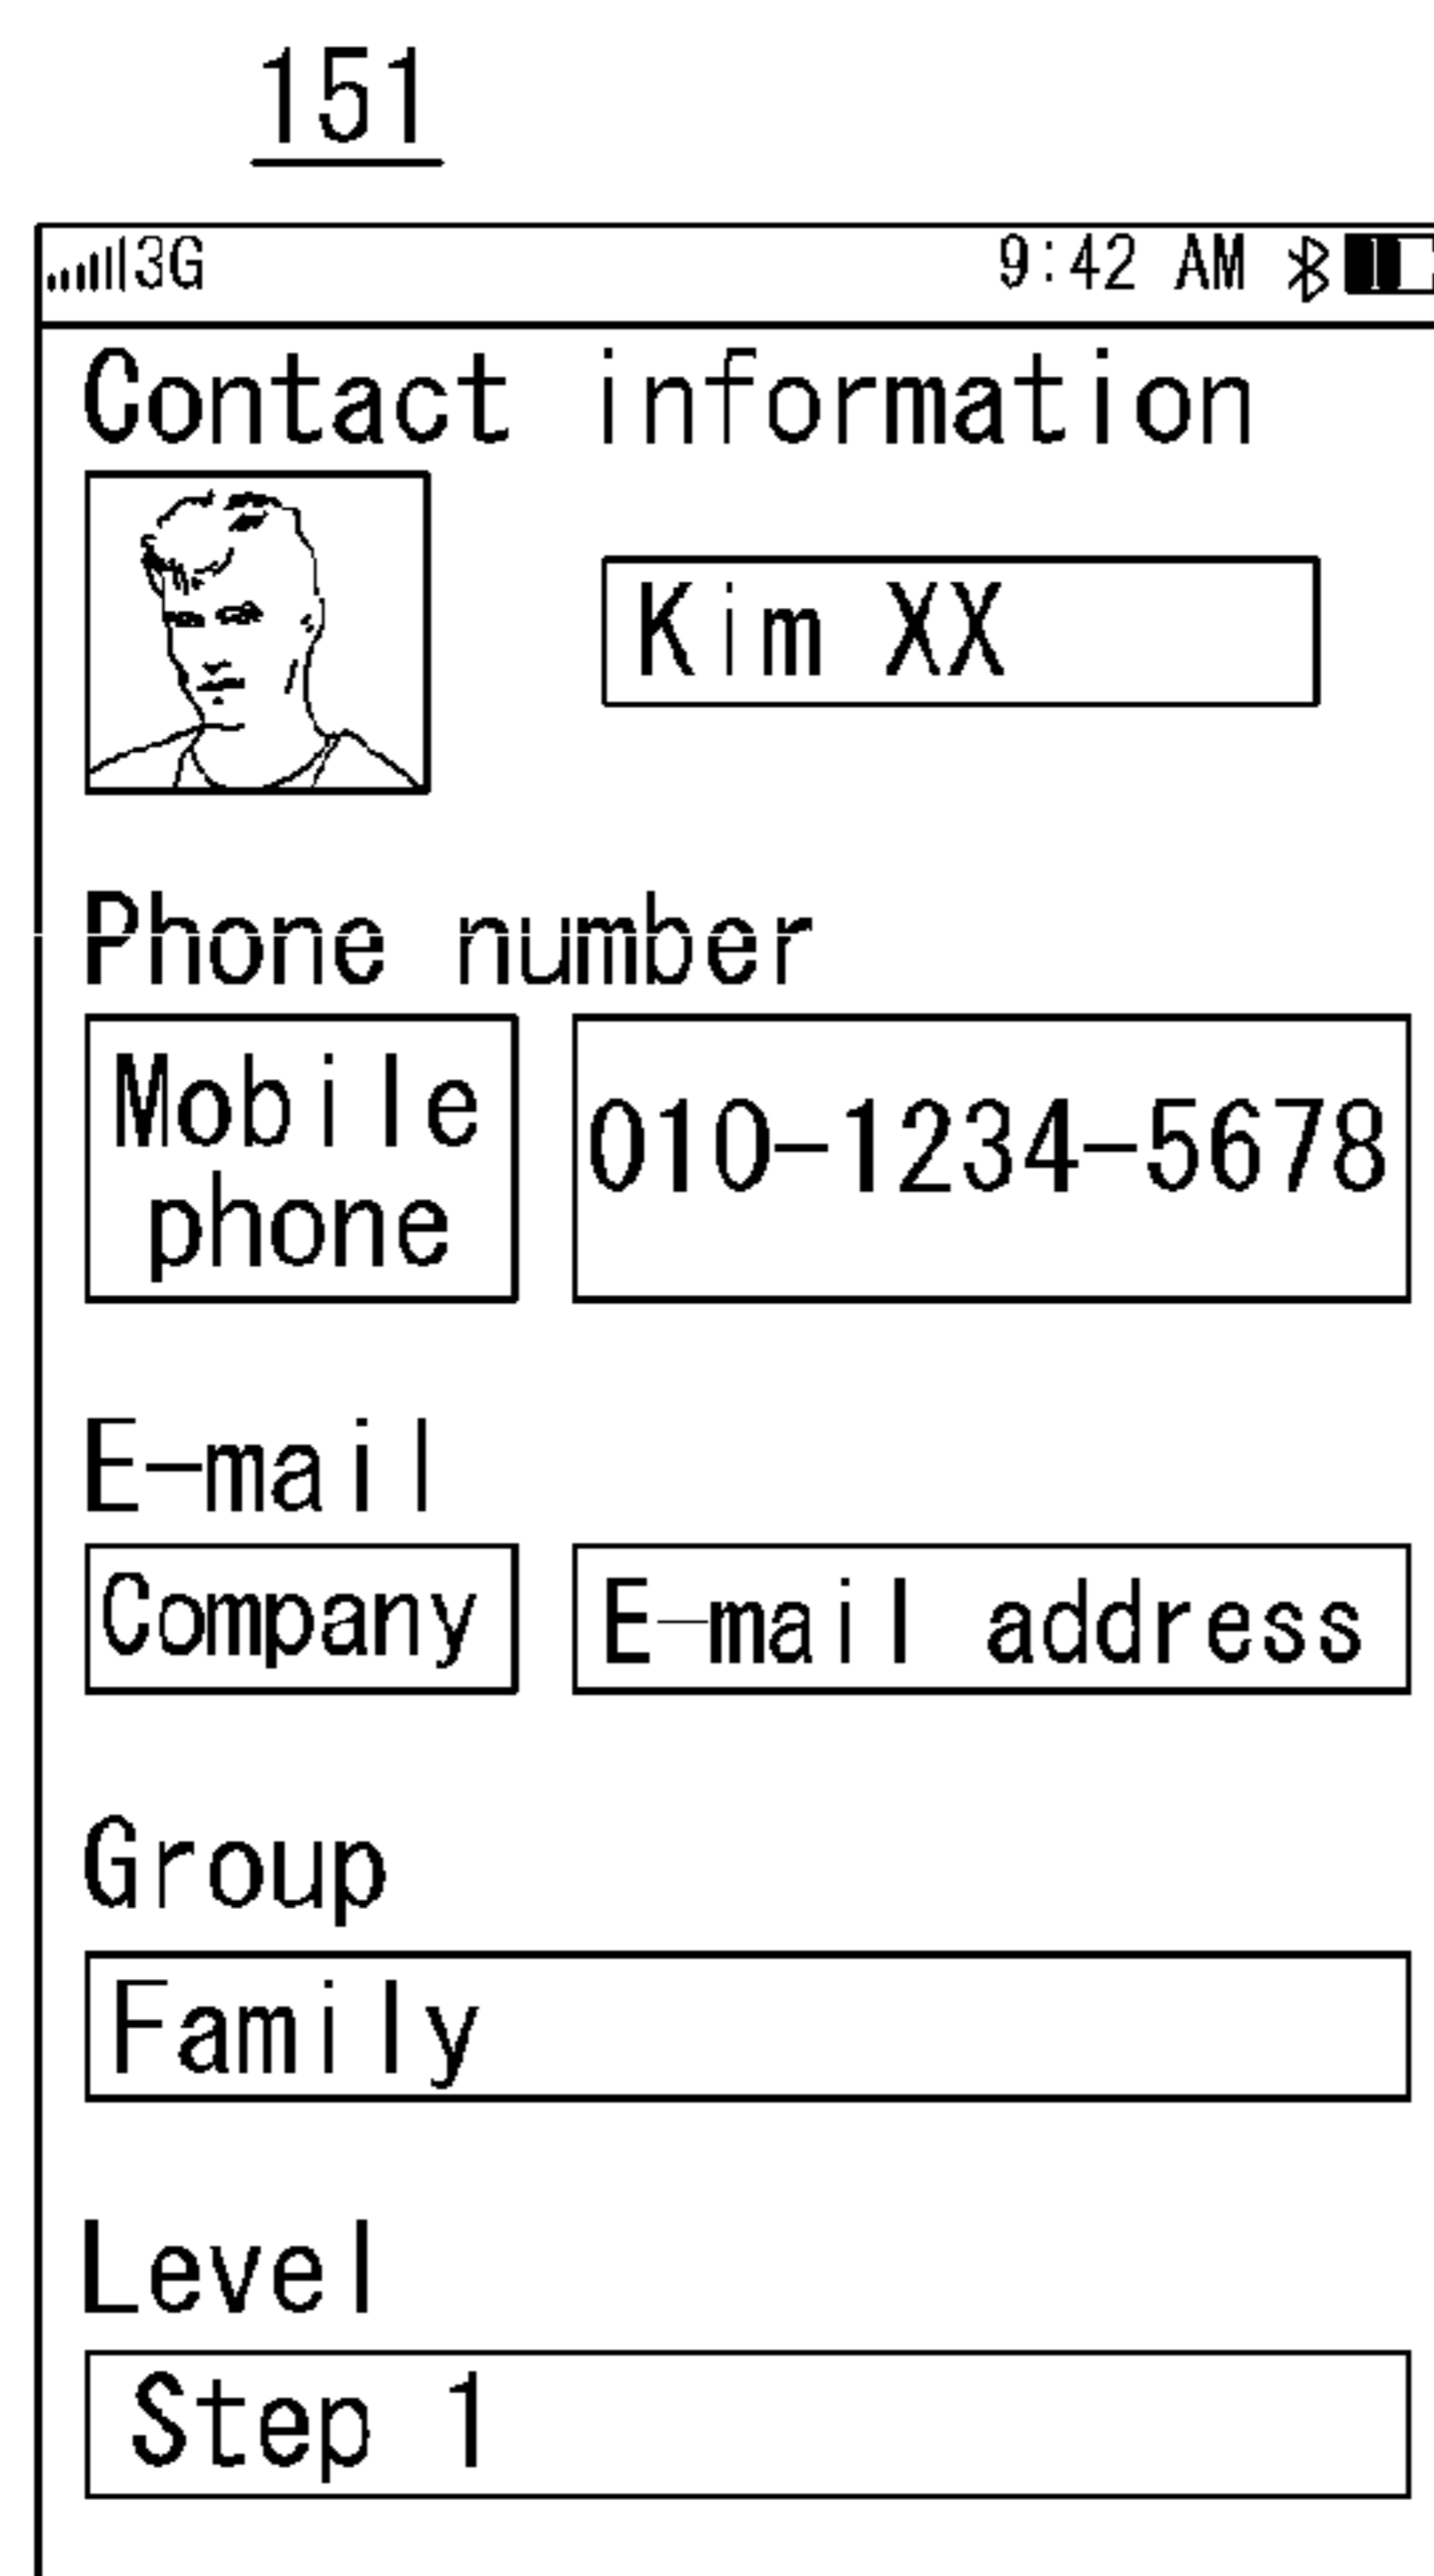 151
3G 9:42 AM
Contact information
Kim XX
Phone number
Mobile
phone
010-1234-5678
E-mail
Company
E-mail address
Group
Family
Level
Step 1